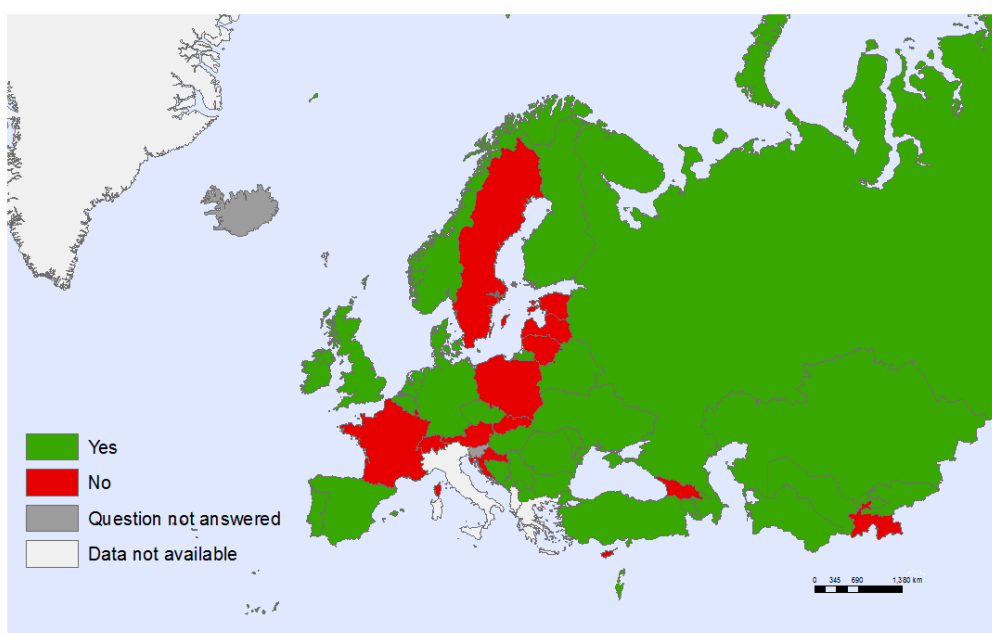 Yes
No
Question not answered
Data not available
0 345 690 1,380 km